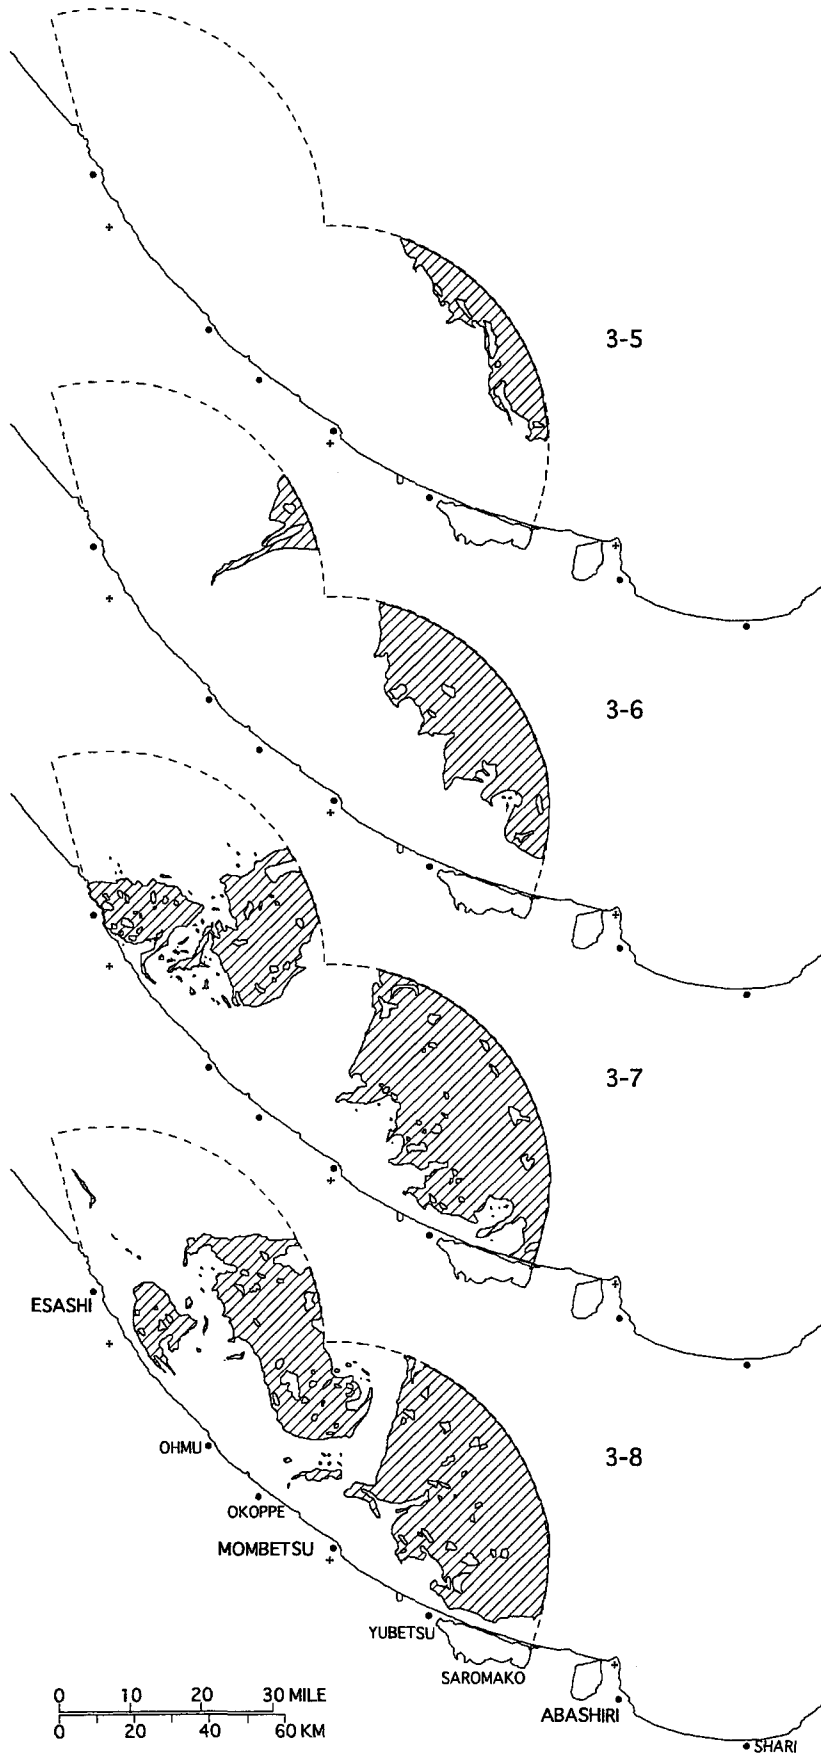 3-5
3-6
3-7
3-8
ESASHI
OHMU
OKOPPE
MOMBETSU
YUBETSU
SAROMAKO
ABASHIRI
SHARI
0 10 20 30 MILE
0 20 40 60 KM